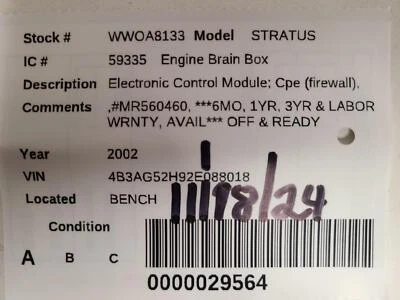 Stock # WWOA8133 Model STRATUS
IC # 59335 Engine Brain Box
Description Electronic Control Module; Cpe (firewall),
Comments ,#MR560460, ***6MO, 1YR, 3YR & LABOR
WRNTY, AVAIL*** OFF & READY
Year 2002
VIN 4B3AG52H92E088018
Located BENCH
11/18/24
Condition
A B C
0000029564